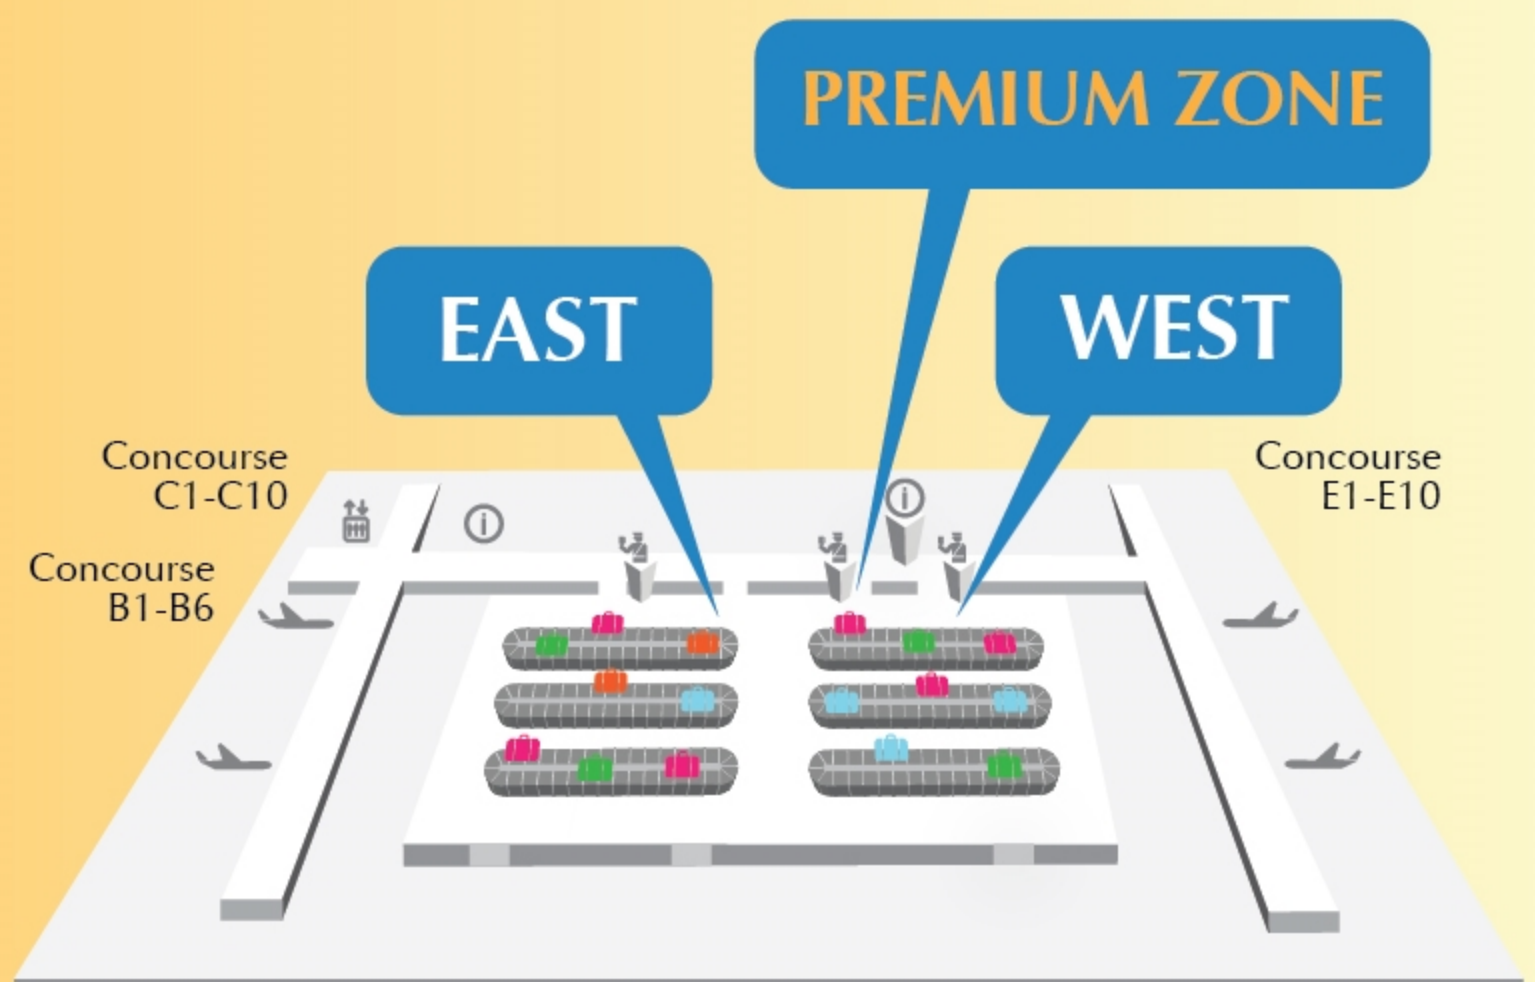 PREMIUM ZONE
EAST
WEST
Concourse
C1-C10
Concourse
E1-E10
Concourse
B1-B6